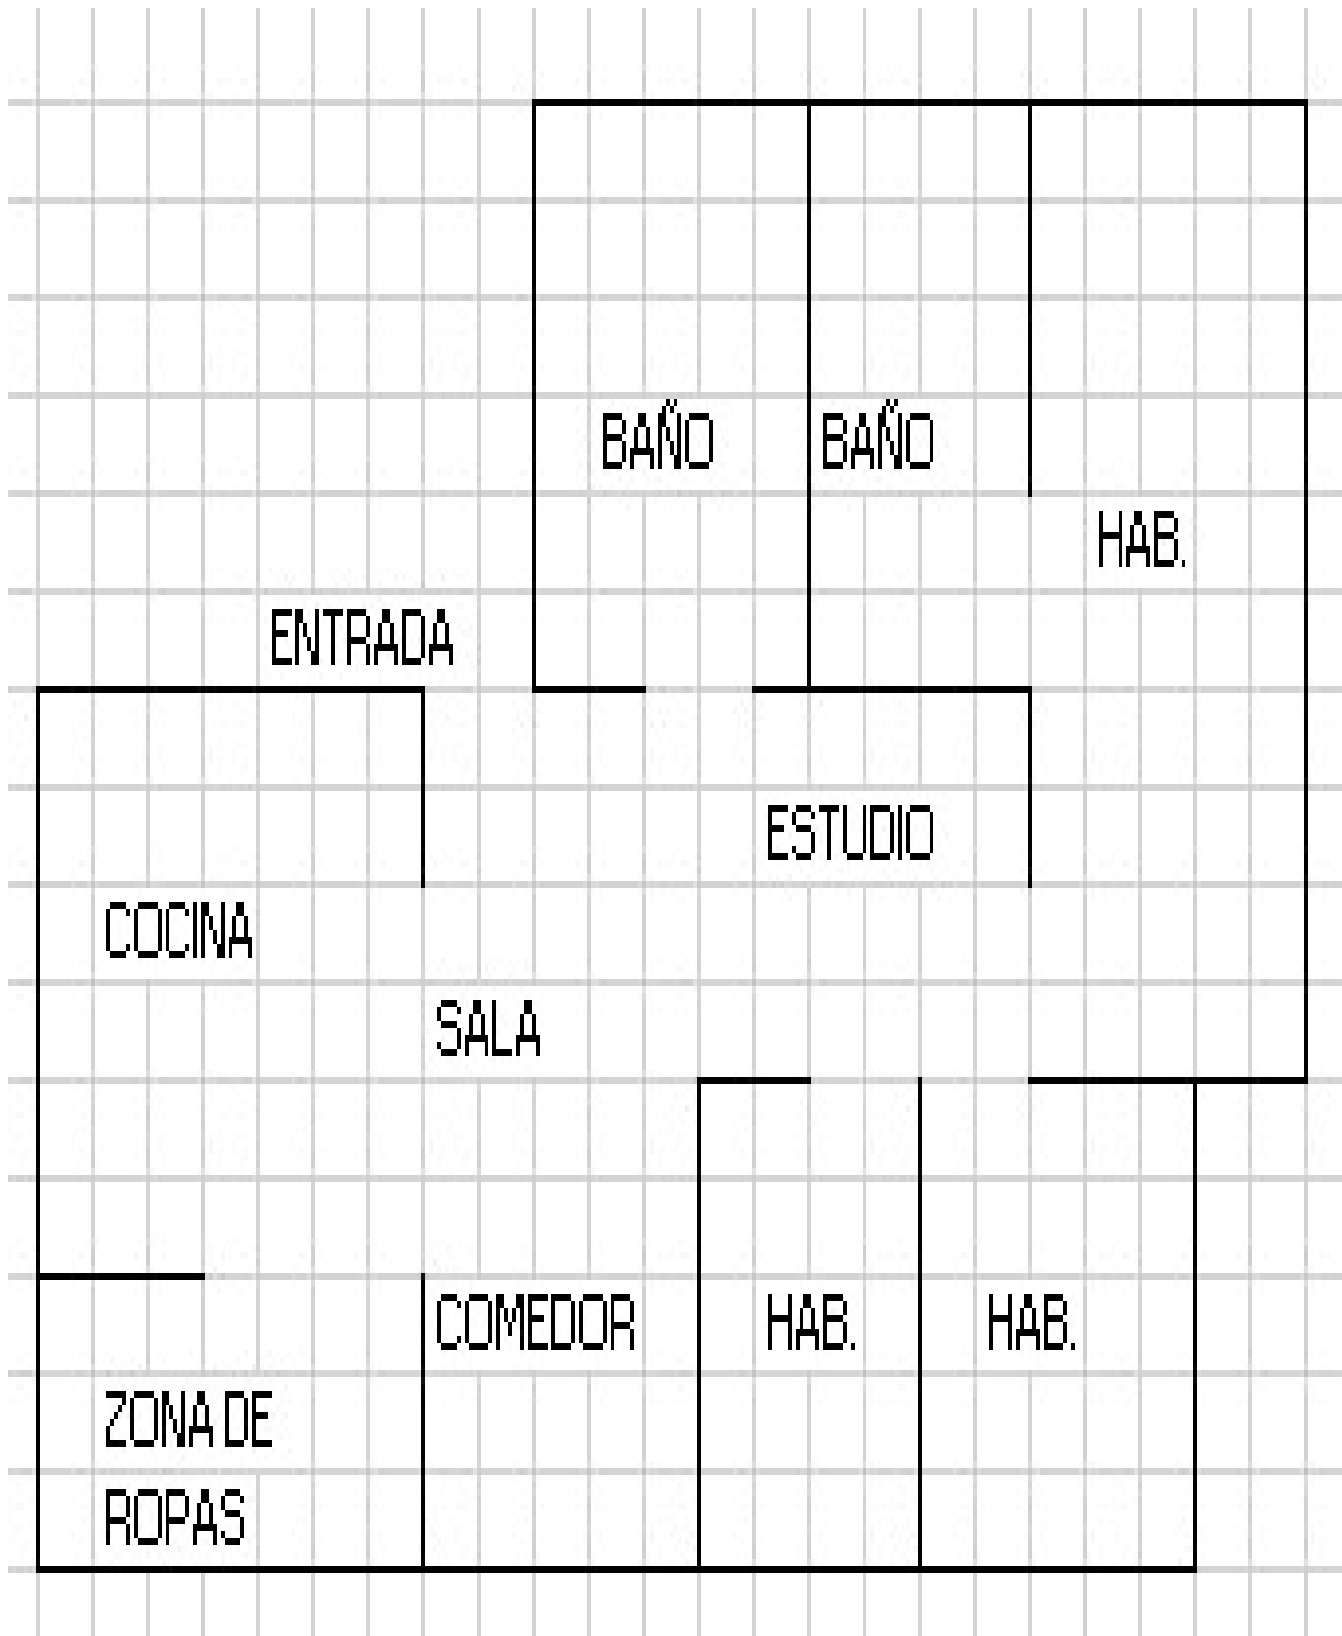 BAÑO
BAÑO
HAB.
ENTRADA
ESTUDIO
COCINA
SALA
COMEDOR
HAB.
HAB.
ZONA DE
ROPAS